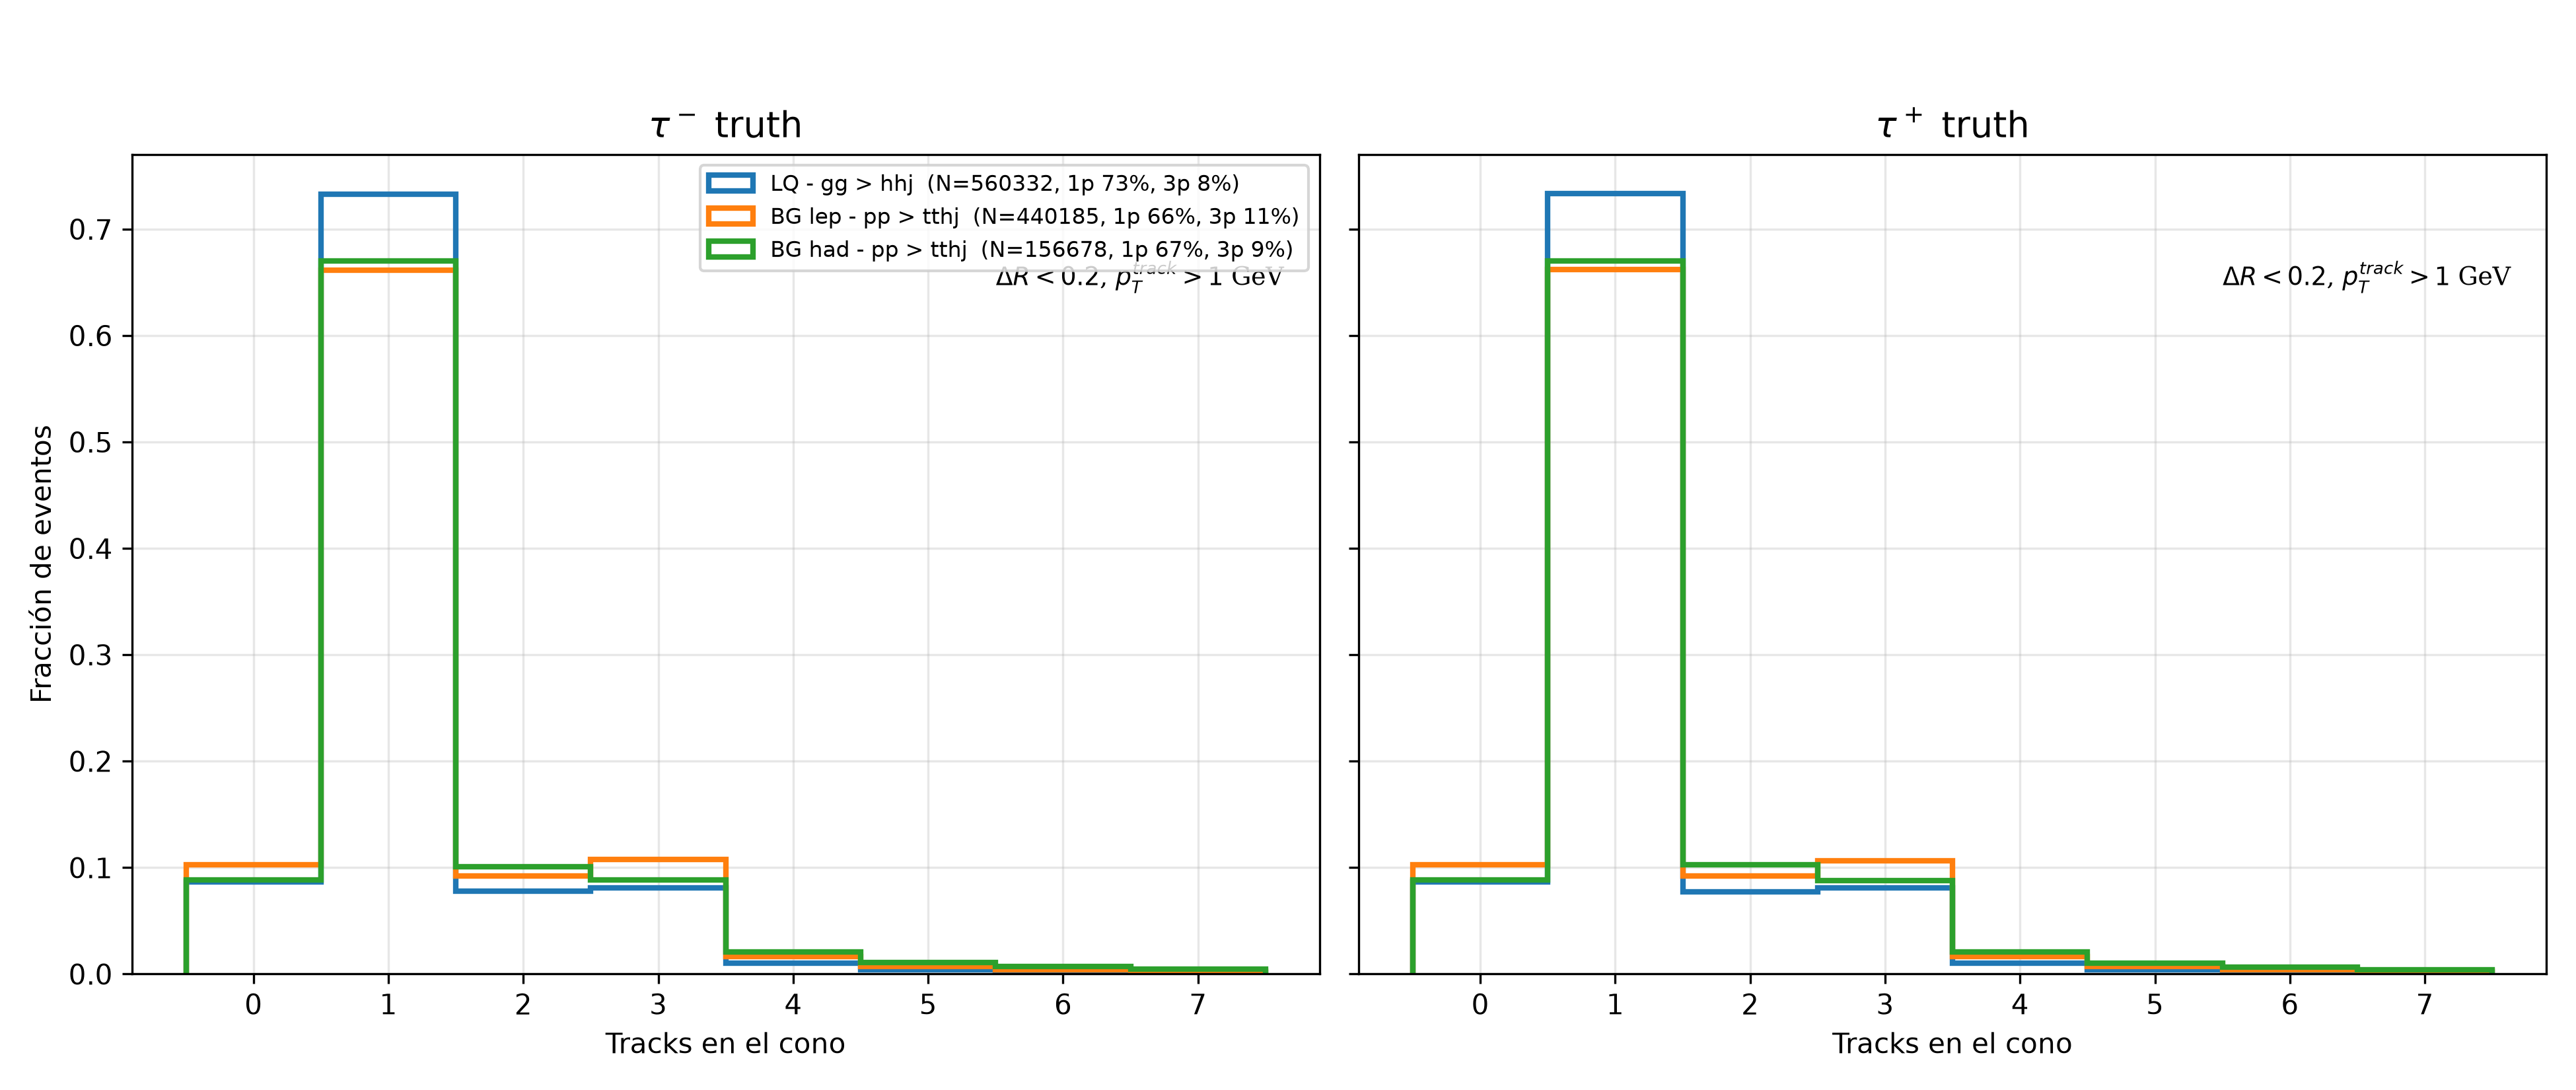 τ⁻ truth
LQ - gg > hhj (N=560332, 1p 73%, 3p 8%)
BG lep - pp > tthj (N=440185, 1p 66%, 3p 11%)
BG had - pp > tthj (N=156678, 1p 67%, 3p 9%)
ΔR < 0.2, p_T^track > 1 GeV
Fracción de eventos
0.7
0.6
0.5
0.4
0.3
0.2
0.1
0.0
0 1 2 3 4 5 6 7
Tracks en el cono
τ⁺ truth
ΔR < 0.2, p_T^track > 1 GeV
0 1 2 3 4 5 6 7
Tracks en el cono